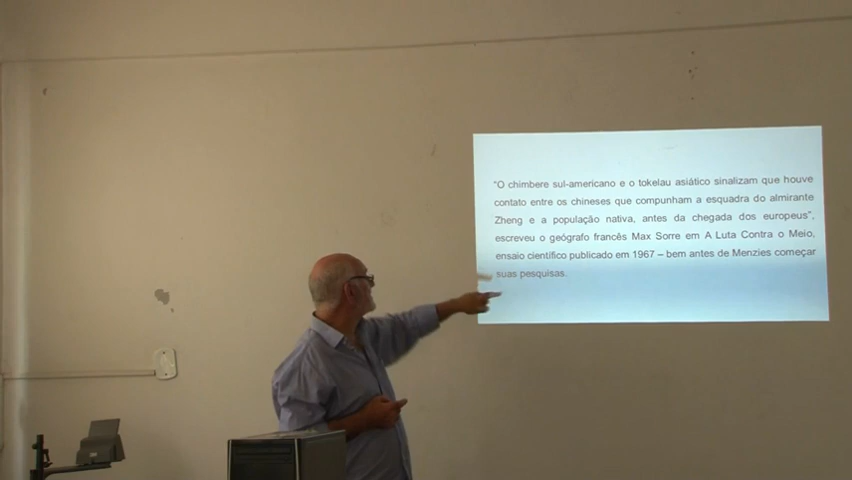 “O chimbere sul-americano e o tokelau asiático sinalizam que houve
contato entre os chineses que compunham a esquadra do almirante
Zheng e a população nativa, antes da chegada dos europeus”,
escreveu o geógrafo francês Max Sorre em A Luta Contra o Meio,
ensaio científico publicado em 1967 – bem antes de Menzies começar
suas pesquisas.